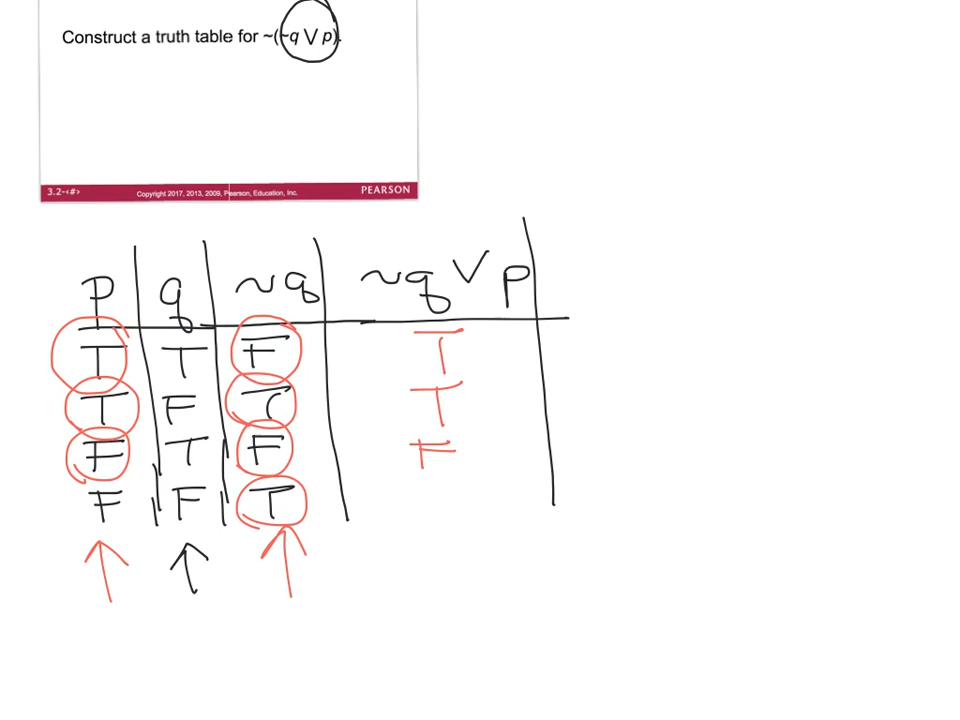 Construct a truth table for ~(~q V p).
3.2-<#> Copyright 2017, 2013, 2009, Pearson, Education, Inc. PEARSON
p q ~q ~q V p
T T F T
T F T T
F T F F
F F T